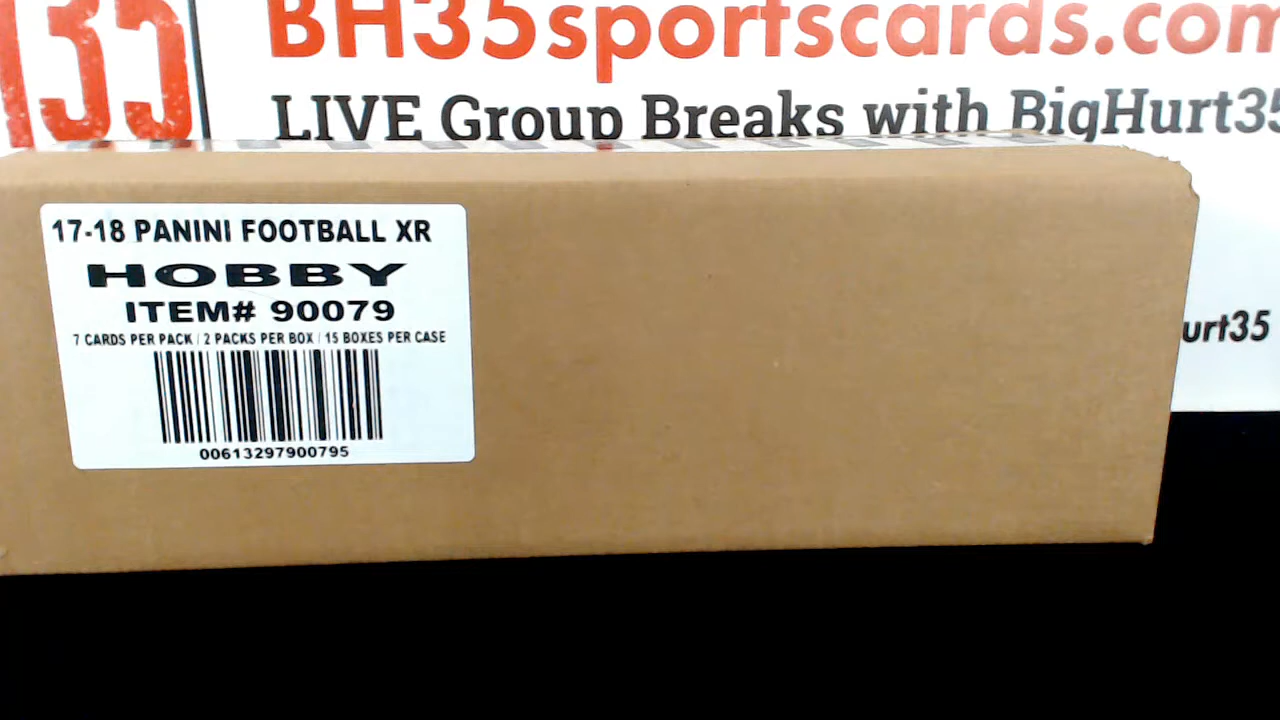 135
BH35sportscards.com
LIVE Group Breaks with BigHurt35
17-18 PANINI FOOTBALL XR
HOBBY
ITEM# 90079
7 CARDS PER PACK / 2 PACKS PER BOX / 15 BOXES PER CASE
00613297900795
urt35